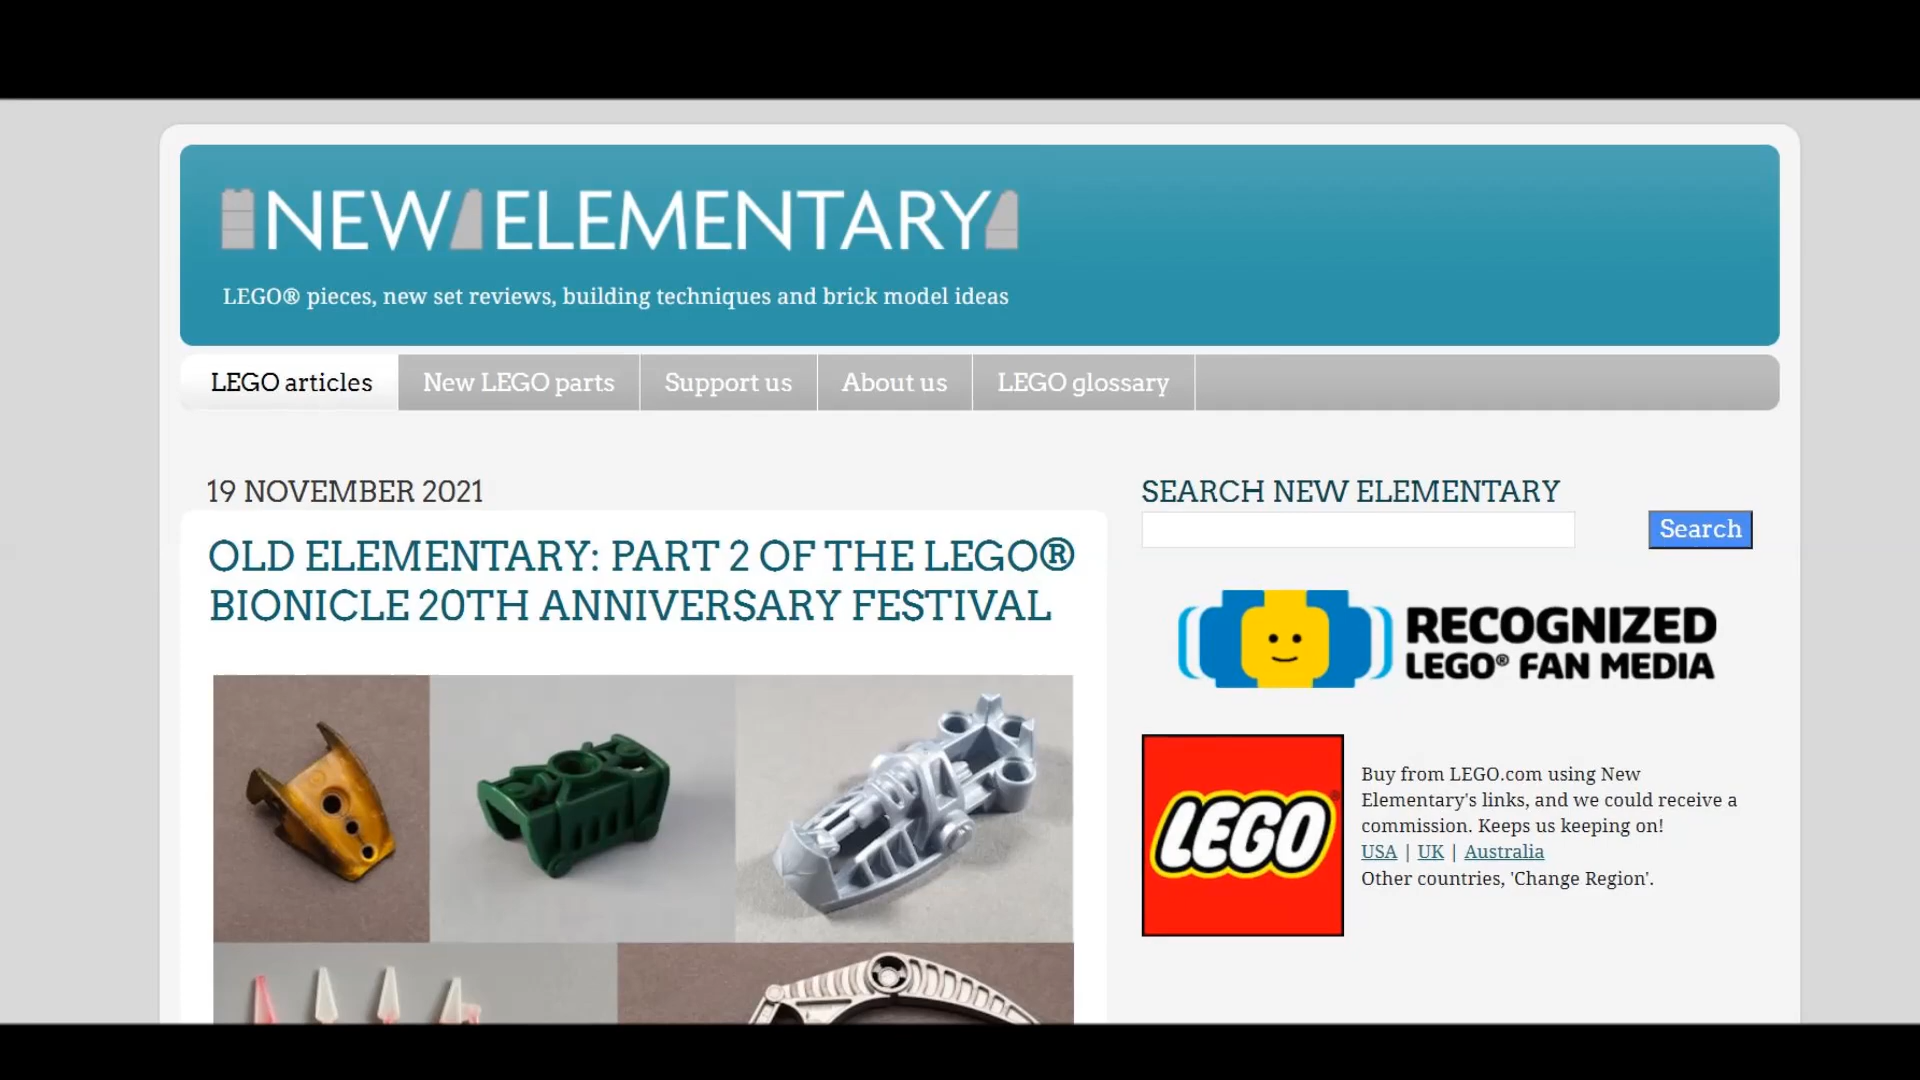 NEW ELEMENTARY
LEGO® pieces, new set reviews, building techniques and brick model ideas
LEGO articles
New LEGO parts
Support us
About us
LEGO glossary
19 NOVEMBER 2021
OLD ELEMENTARY: PART 2 OF THE LEGO®
BIONICLE 20TH ANNIVERSARY FESTIVAL
SEARCH NEW ELEMENTARY
Search
RECOGNIZED
LEGO® FAN MEDIA
LEGO®
Buy from LEGO.com using New
Elementary's links, and we could receive a
commission. Keeps us keeping on!
USA | UK | Australia
Other countries, 'Change Region'.